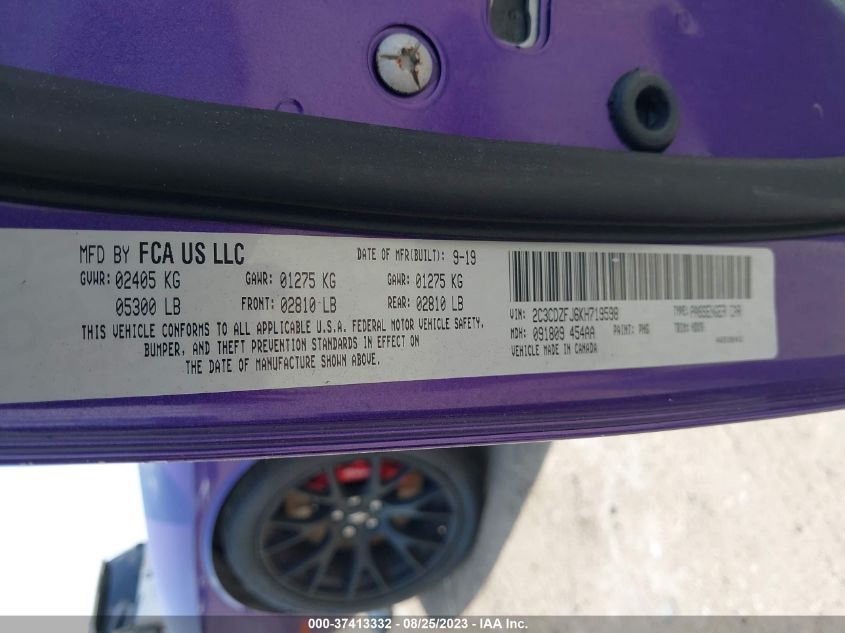 MFD BY FCA US LLC
DATE OF MFR(BUILT): 9-19
GVWR: 02405 KG GAWR: 01275 KG GAWR: 01275 KG
05300 LB FRONT: 02810 LB REAR: 02810 LB
THIS VEHICLE CONFORMS TO ALL APPLICABLE U.S.A. FEDERAL MOTOR VEHICLE SAFETY,
BUMPER, AND THEFT PREVENTION STANDARDS IN EFFECT ON
THE DATE OF MANUFACTURE SHOWN ABOVE.
VIN: 2C3CDZFJ6KH719598 TYPE: PASSENGER CAR
MDH: 091809 454AA PAINT: PHG TRIM:
VEHICLE MADE IN CANADA
000-37413332 - 08/25/2023 - IAA Inc.